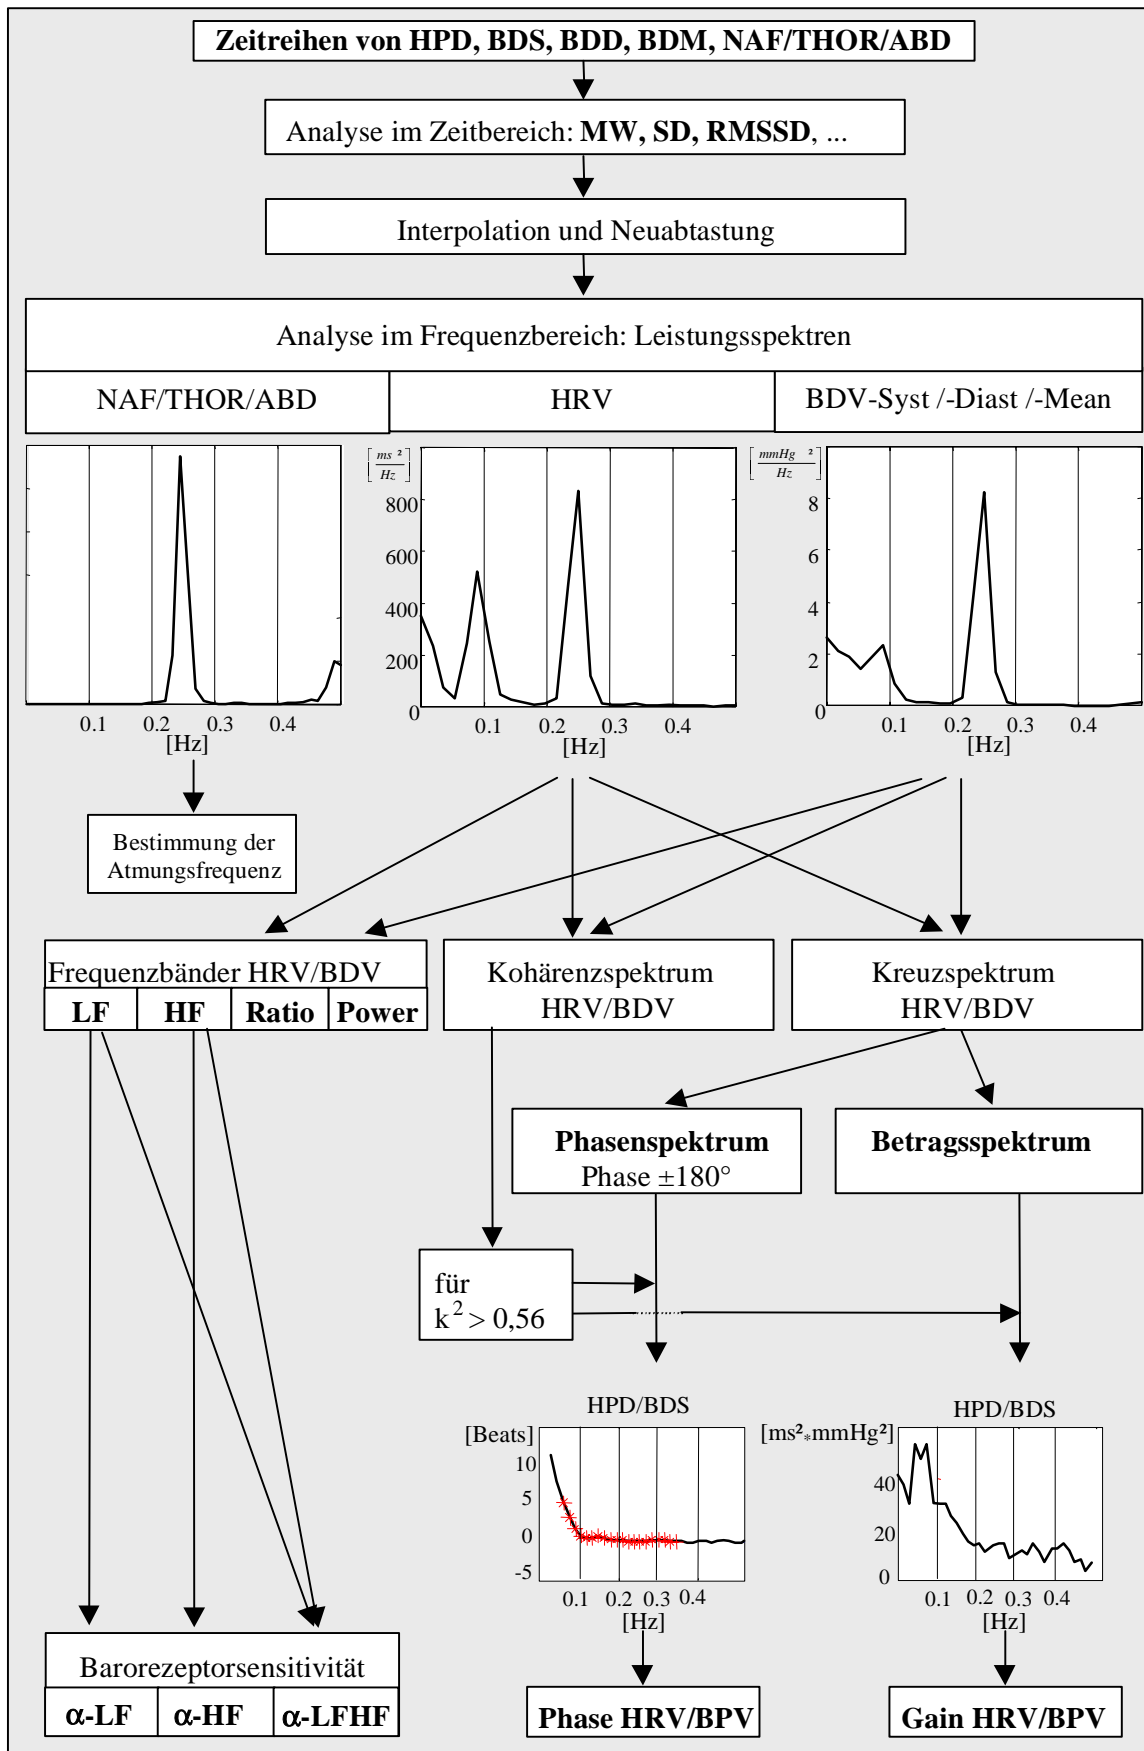 Zeitreihen von HPD, BDS, BDD, BDM, NAF/THOR/ABD
Analyse im Zeitbereich: MW, SD, RMSSD, ...
Interpolation und Neuabtastung
Analyse im Frequenzbereich: Leistungsspektren
NAF/THOR/ABD
HRV
BDV-Syst /-Diast /-Mean
0.1 0.2 0.3 0.4
[Hz]
[ms ² / Hz]
800
600
400
200
0
0.1 0.2 0.3 0.4
[Hz]
[mmHg ² / Hz]
8
6
4
2
0
0.1 0.2 0.3 0.4
[Hz]
Bestimmung der
Atmungsfrequenz
Frequenzbänder HRV/BDV
LF HF Ratio Power
Kohärenzspektrum
HRV/BDV
Kreuzspektrum
HRV/BDV
Phasenspektrum
Phase ±180°
Betragsspektrum
für
k² > 0,56
HPD/BDS
[Beats]
10
5
0
-5
0.1 0.2 0.3 0.4
[Hz]
HPD/BDS
[ms²*mmHg²]
40
20
0
0.1 0.2 0.3 0.4
[Hz]
Barorezeptorsensitivität
α-LF α-HF α-LFHF
Phase HRV/BPV
Gain HRV/BPV